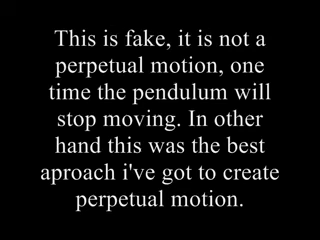 This is fake, it is not a
perpetual motion, one
time the pendulum will
stop moving. In other
hand this was the best
aproach i've got to create
perpetual motion.